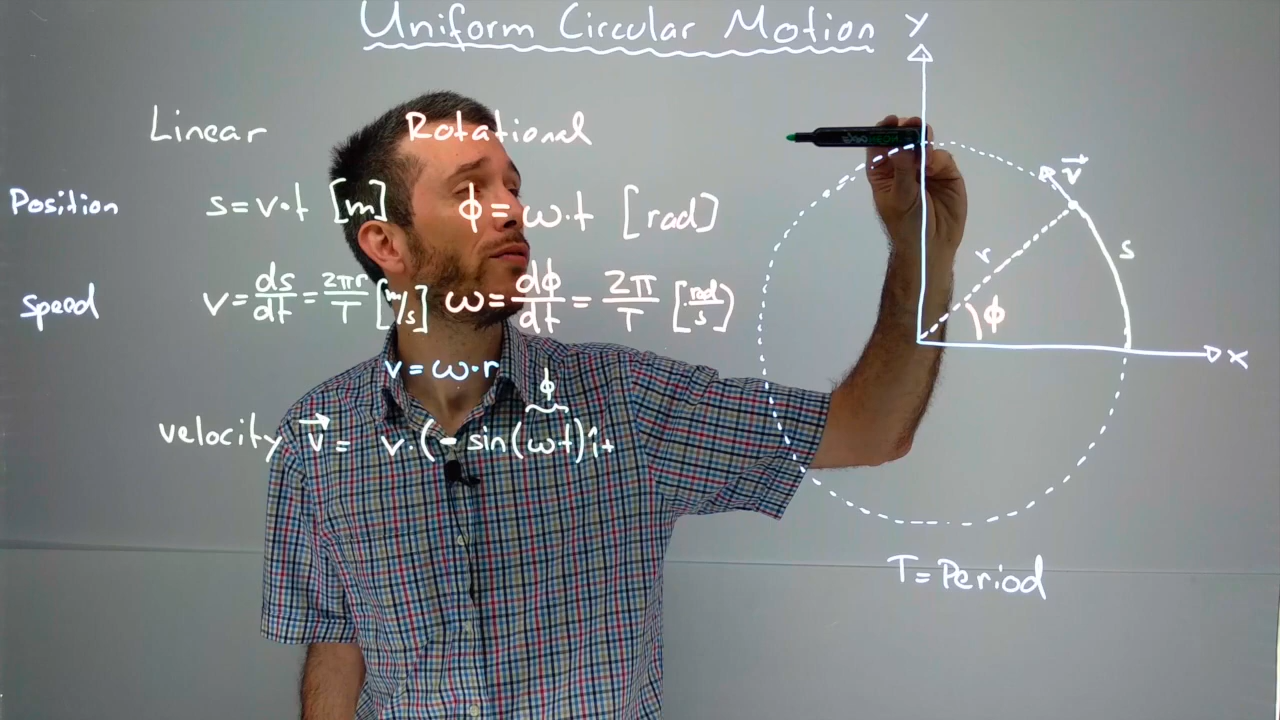 Uniform Circular Motion
Linear Rotational
Position s=v·t [m] ϕ=ω·t [rad]
speed v=ds/dt=2πr/T [m/s] ω=dϕ/dt=2π/T [rad/s]
v=ω·r
ϕ
velocity v⃗= v·(-sin(ωt)î+
Y
v⃗
r
s
ϕ
X
T=Period